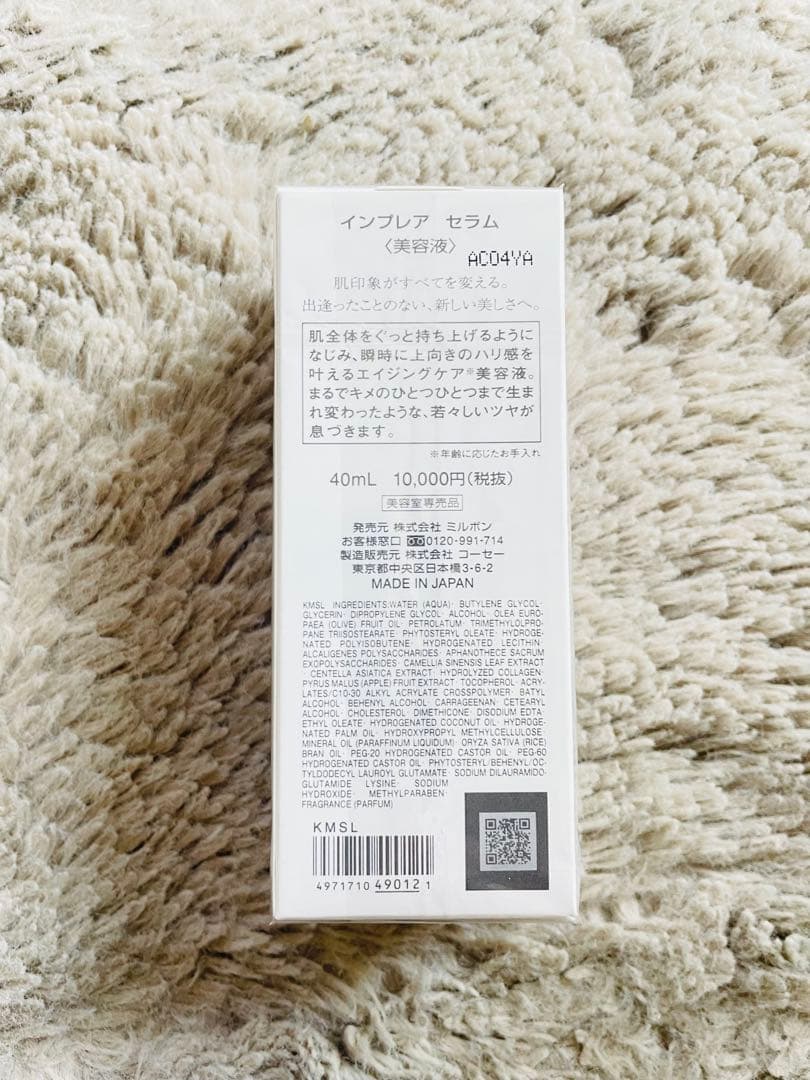 インプレア セラム
〈美容液〉
AC04YA
肌印象がすべてを変える。
出逢ったことのない、新しい美しさへ。
肌全体をぐっと持ち上げるように
なじみ、瞬時に上向きのハリ感を
叶えるエイジングケア※美容液。
まるでキメのひとつひとつまで生ま
れ変わったような、若々しいツヤが
息づきます。
※年齢に応じたお手入れ
40mL 10,000円(税抜)
美容室専売品
発売元 株式会社 ミルボン
お客様窓口 0120-991-714
製造販売元 株式会社 コーセー
東京都中央区日本橋3-6-2
MADE IN JAPAN
KMSL INGREDIENTS:WATER (AQUA)· BUTYLENE GLYCOL·
GLYCERIN· DIPROPYLENE GLYCOL· ALCOHOL· OLEA EURO-
PAEA (OLIVE) FRUIT OIL· PETROLATUM· TRIMETHYLOLPRO-
PANE TRIISOSTEARATE· PHYTOSTERYL OLEATE· HYDROGE-
NATED POLYISOBUTENE· HYDROGENATED LECITHIN·
ALCALIGENES POLYSACCHARIDES· APHANOTHECE SACRUM
EXOPOLYSACCHARIDES· CAMELLIA SINENSIS LEAF EXTRACT
· CENTELLA ASIATICA EXTRACT· HYDROLYZED COLLAGEN·
PYRUS MALUS (APPLE) FRUIT EXTRACT· TOCOPHEROL· ACRY-
LATES/C10-30 ALKYL ACRYLATE CROSSPOLYMER· BATYL
ALCOHOL· BEHENYL ALCOHOL· CARRAGEENAN· CETEARYL
ALCOHOL· CHOLESTEROL· DIMETHICONE· DISODIUM EDTA·
ETHYL OLEATE· HYDROGENATED COCONUT OIL· HYDROGE-
NATED PALM OIL· HYDROXYPROPYL METHYLCELLULOSE·
MINERAL OIL (PARAFFINUM LIQUIDUM)· ORYZA SATIVA (RICE)
BRAN OIL· PEG-20 HYDROGENATED CASTOR OIL· PEG-60
HYDROGENATED CASTOR OIL· PHYTOSTERYL/BEHENYL/OC-
TYLDODECYL LAUROYL GLUTAMATE· SODIUM DILAURAMIDO-
GLUTAMIDE LYSINE· SODIUM
HYDROXIDE· METHYLPARABEN·
FRAGRANCE (PARFUM)
KMSL
4971710 49012 1